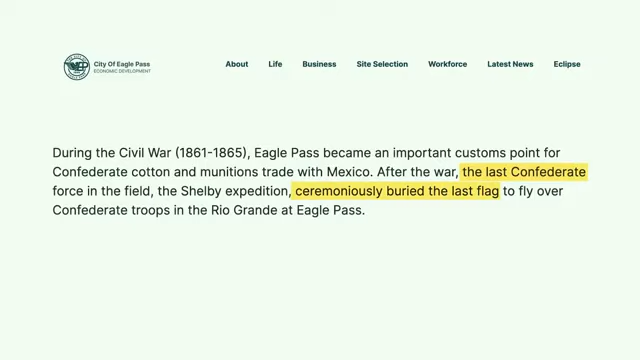 City Of Eagle Pass
ECONOMIC DEVELOPMENT
About Life Business Site Selection Workforce Latest News Eclipse
During the Civil War (1861-1865), Eagle Pass became an important customs point for
Confederate cotton and munitions trade with Mexico. After the war, the last Confederate
force in the field, the Shelby expedition, ceremoniously buried the last flag to fly over
Confederate troops in the Rio Grande at Eagle Pass.